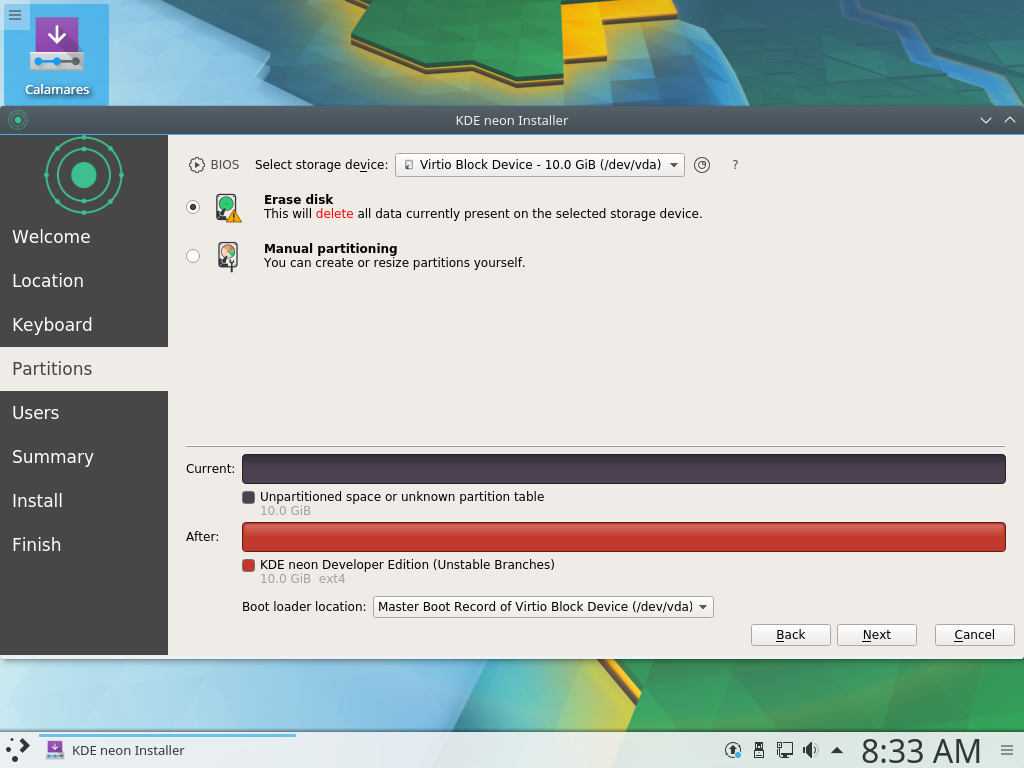 Calamares
KDE neon Installer
BIOS Select storage device: Virtio Block Device - 10.0 GiB (/dev/vda) ?
Erase disk
This will delete all data currently present on the selected storage device.
Manual partitioning
You can create or resize partitions yourself.
Welcome
Location
Keyboard
Partitions
Users
Summary
Install
Finish
Current:
Unpartitioned space or unknown partition table
10.0 GiB
After:
KDE neon Developer Edition (Unstable Branches)
10.0 GiB ext4
Boot loader location: Master Boot Record of Virtio Block Device (/dev/vda)
Back Next Cancel
KDE neon Installer 8:33 AM